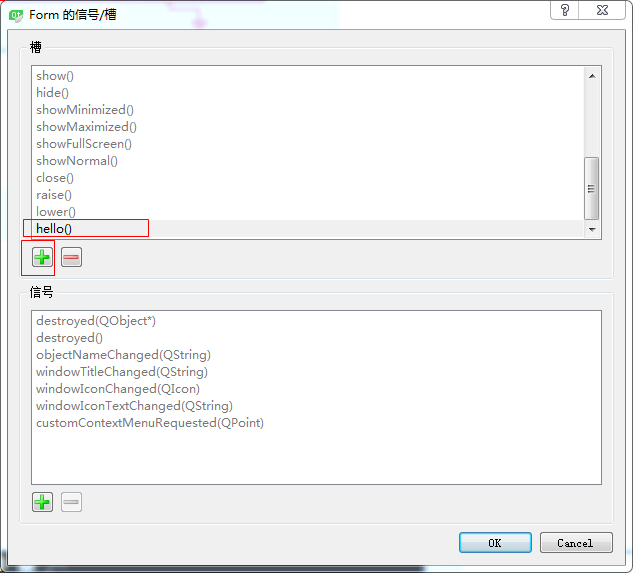 Form 的信号/槽
槽
show()
hide()
showMinimized()
showMaximized()
showFullScreen()
showNormal()
close()
raise()
lower()
hello()
信号
destroyed(QObject*)
destroyed()
objectNameChanged(QString)
windowTitleChanged(QString)
windowIconChanged(QIcon)
windowIconTextChanged(QString)
customContextMenuRequested(QPoint)
OK Cancel